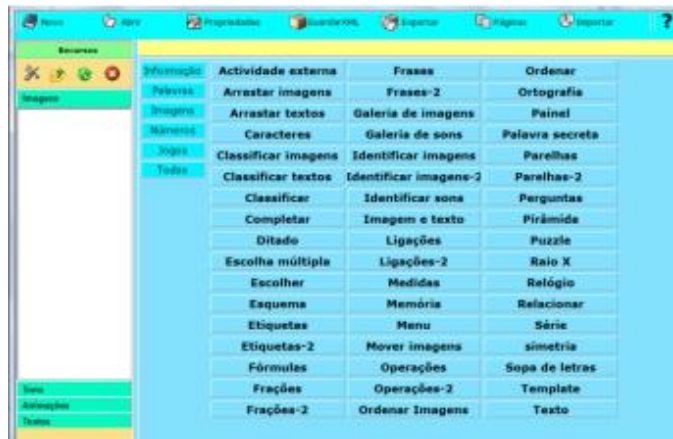 Novo Abrir Propriedades Guardar XML Exportar Páginas Importar ?
Recursos
Imagens
Sons
Animações
Textos
Informação
Palavras
Imagens
Números
Jogos
Todas
Actividade externa Frases Ordenar
Arrastar imagens Frases-2 Ortografia
Arrastar textos Galeria de imagens Painel
Caracteres Galeria de sons Palavra secreta
Classificar imagens Identificar imagens Parelhas
Classificar textos Identificar imagens-2 Parelhas-2
Classificar Identificar sons Perguntas
Completar Imagem e texto Pirâmide
Ditado Ligações Puzzle
Escolha múltipla Ligações-2 Raio X
Escolher Medidas Relógio
Esquema Memória Relacionar
Etiquetas Menu Série
Etiquetas-2 Mover imagens simetria
Fórmulas Operações Sopa de letras
Frações Operações-2 Template
Frações-2 Ordenar Imagens Texto